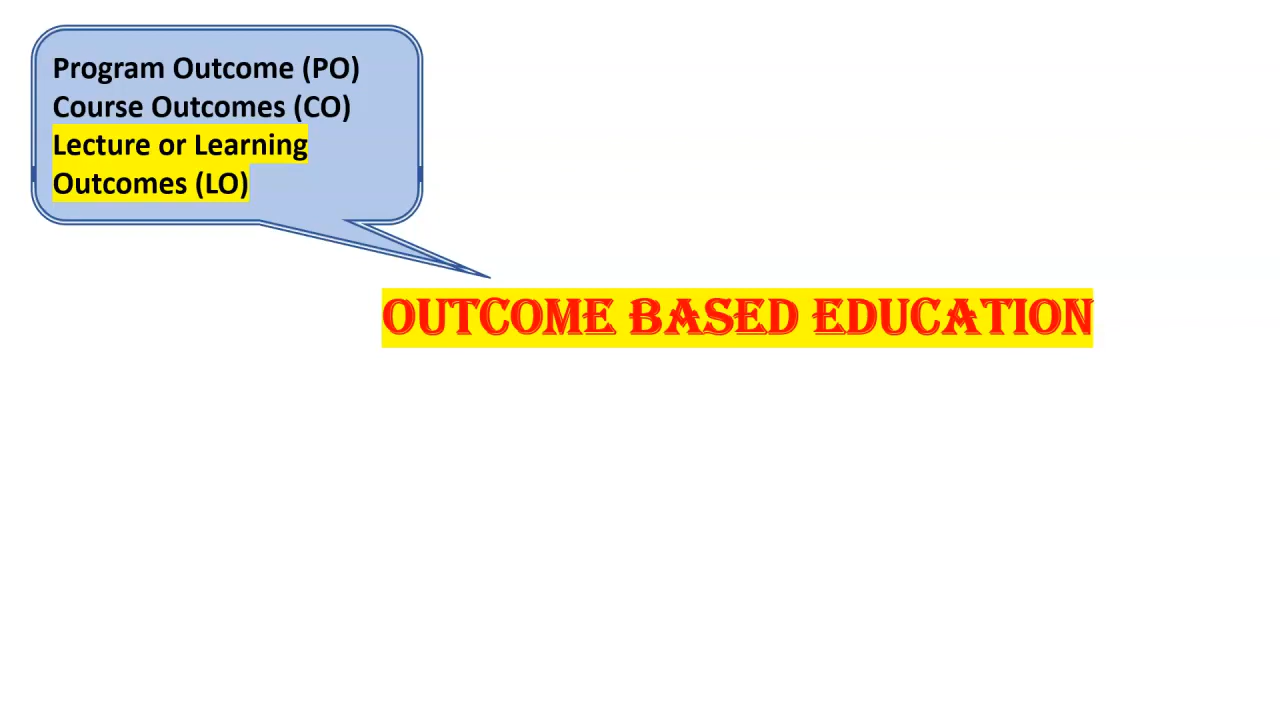 Program Outcome (PO)
Course Outcomes (CO)
Lecture or Learning
Outcomes (LO)
OUTCOME BASED EDUCATION